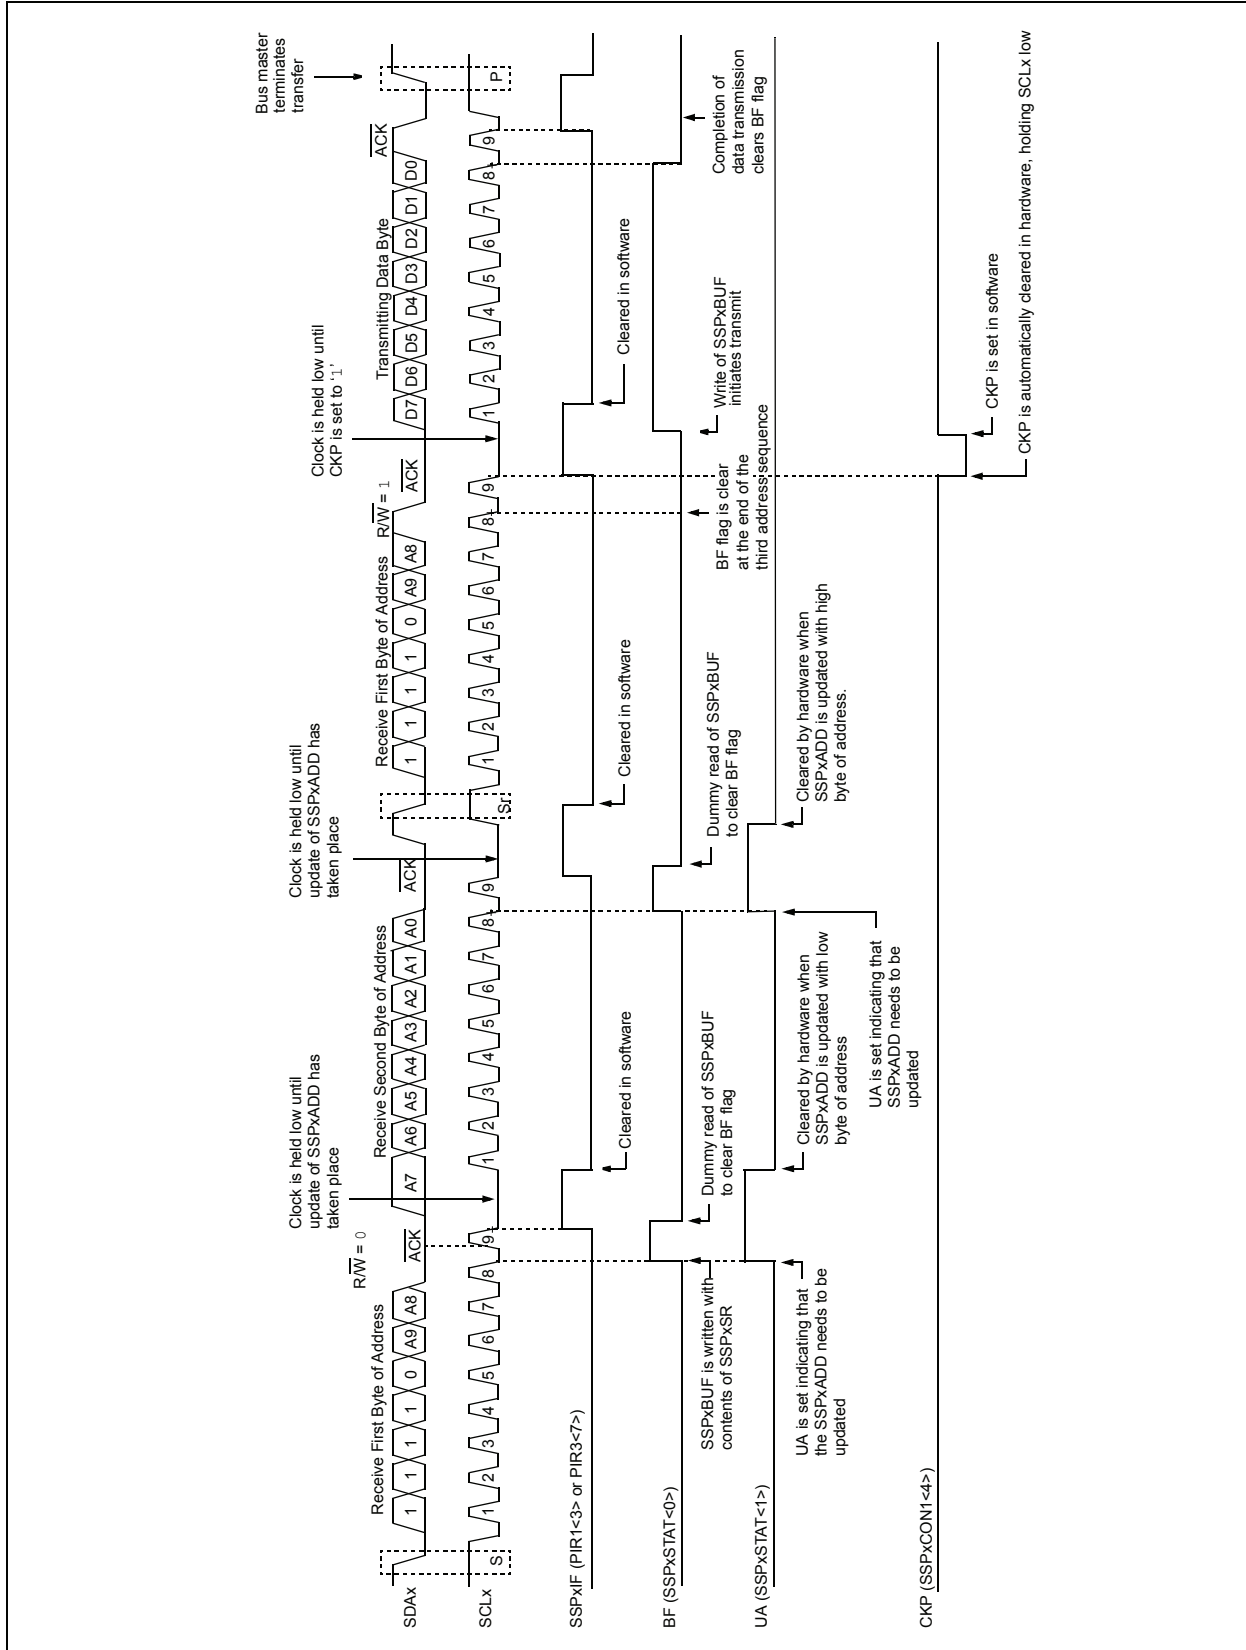 Bus master
terminates
transfer
Clock is held low until
update of SSPxADD has
taken place
Clock is held low until
update of SSPxADD has
taken place
Clock is held low until
CKP is set to ‘1’
R/W = 0
R/W = 1
Receive First Byte of Address
Receive Second Byte of Address
Receive First Byte of Address
Transmitting Data Byte
ACK
ACK
ACK
ACK
SDAx
1 1 1 1 0 A9 A8
A7 A6 A5 A4 A3 A2 A1 A0
1 1 1 1 0 A9 A8
D7 D6 D5 D4 D3 D2 D1 D0
SCLx
S
1 2 3 4 5 6 7 8 9
1 2 3 4 5 6 7 8 9
Sr
1 2 3 4 5 6 7 8 9
1 2 3 4 5 6 7 8 9
P
SSPxIF (PIR1<3> or PIR3<7>)
Cleared in software
Cleared in software
Cleared in software
BF (SSPxSTAT<0>)
SSPxBUF is written with
contents of SSPxSR
Dummy read of SSPxBUF
to clear BF flag
Dummy read of SSPxBUF
to clear BF flag
BF flag is clear
at the end of the
third address sequence
Write of SSPxBUF
initiates transmit
Completion of
data transmission
clears BF flag
UA (SSPxSTAT<1>)
UA is set indicating that
the SSPxADD needs to be
updated
Cleared by hardware when
SSPxADD is updated with low
byte of address
UA is set indicating that
SSPxADD needs to be
updated
Cleared by hardware when
SSPxADD is updated with high
byte of address.
CKP (SSPxCON1<4>)
CKP is set in software
CKP is automatically cleared in hardware, holding SCLx low